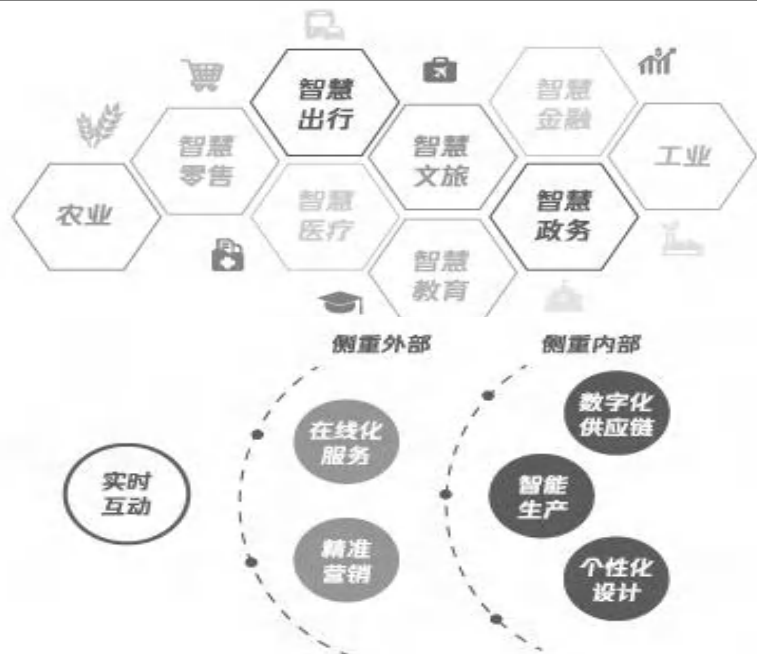 智慧
出行
智慧
金融
智慧
零售
智慧
文旅
工业
农业
智慧
医疗
智慧
政务
智慧
教育
侧重外部
侧重内部
数字化
供应链
在线化
服务
实时
互动
智能
生产
精准
营销
个性化
设计